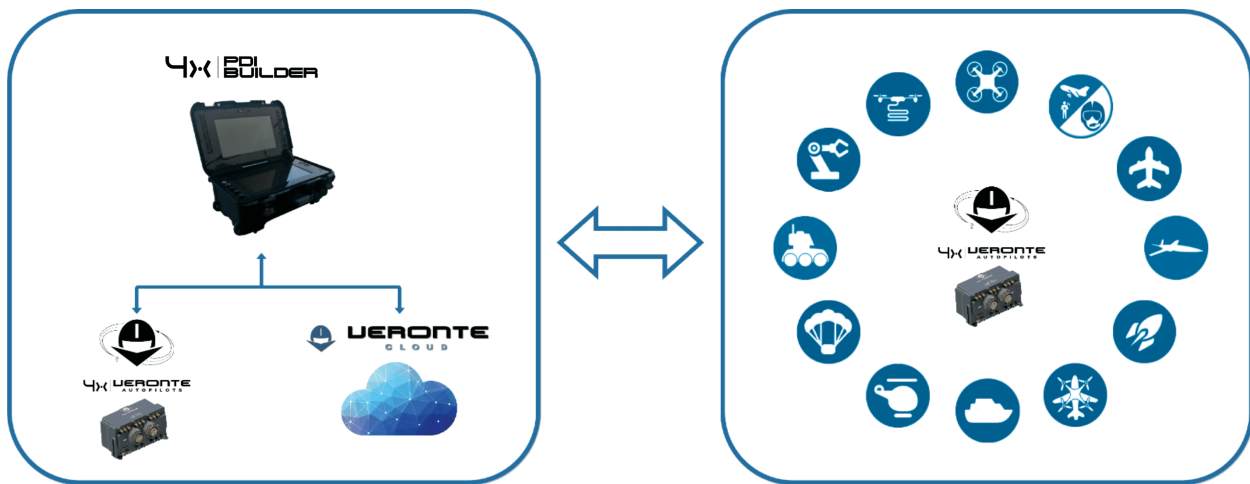 4x PDI
BUILDER
4x VERONTE
AUTOPILOTS
VERONTE
CLOUD
4x VERONTE
AUTOPILOTS